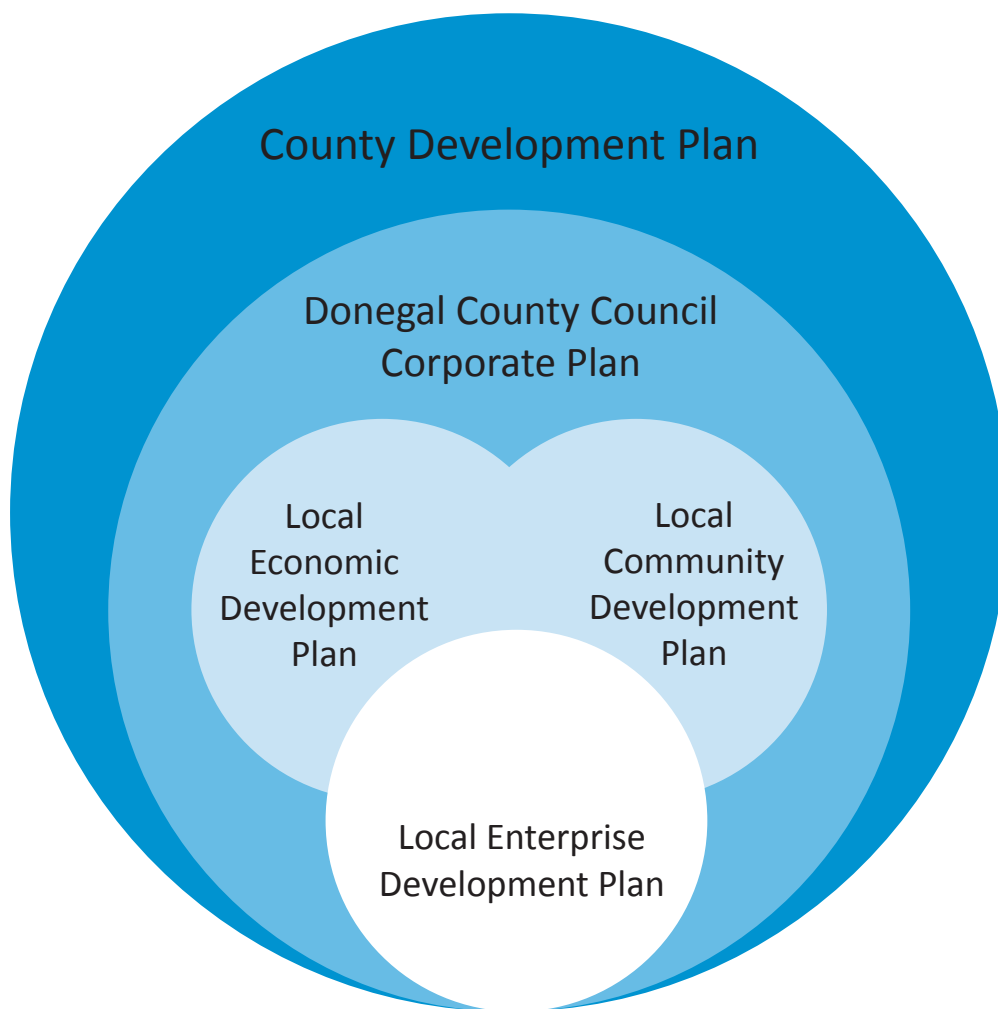 County Development Plan
Donegal County Council
Corporate Plan
Local
Economic
Development
Plan
Local
Community
Development
Plan
Local Enterprise
Development Plan